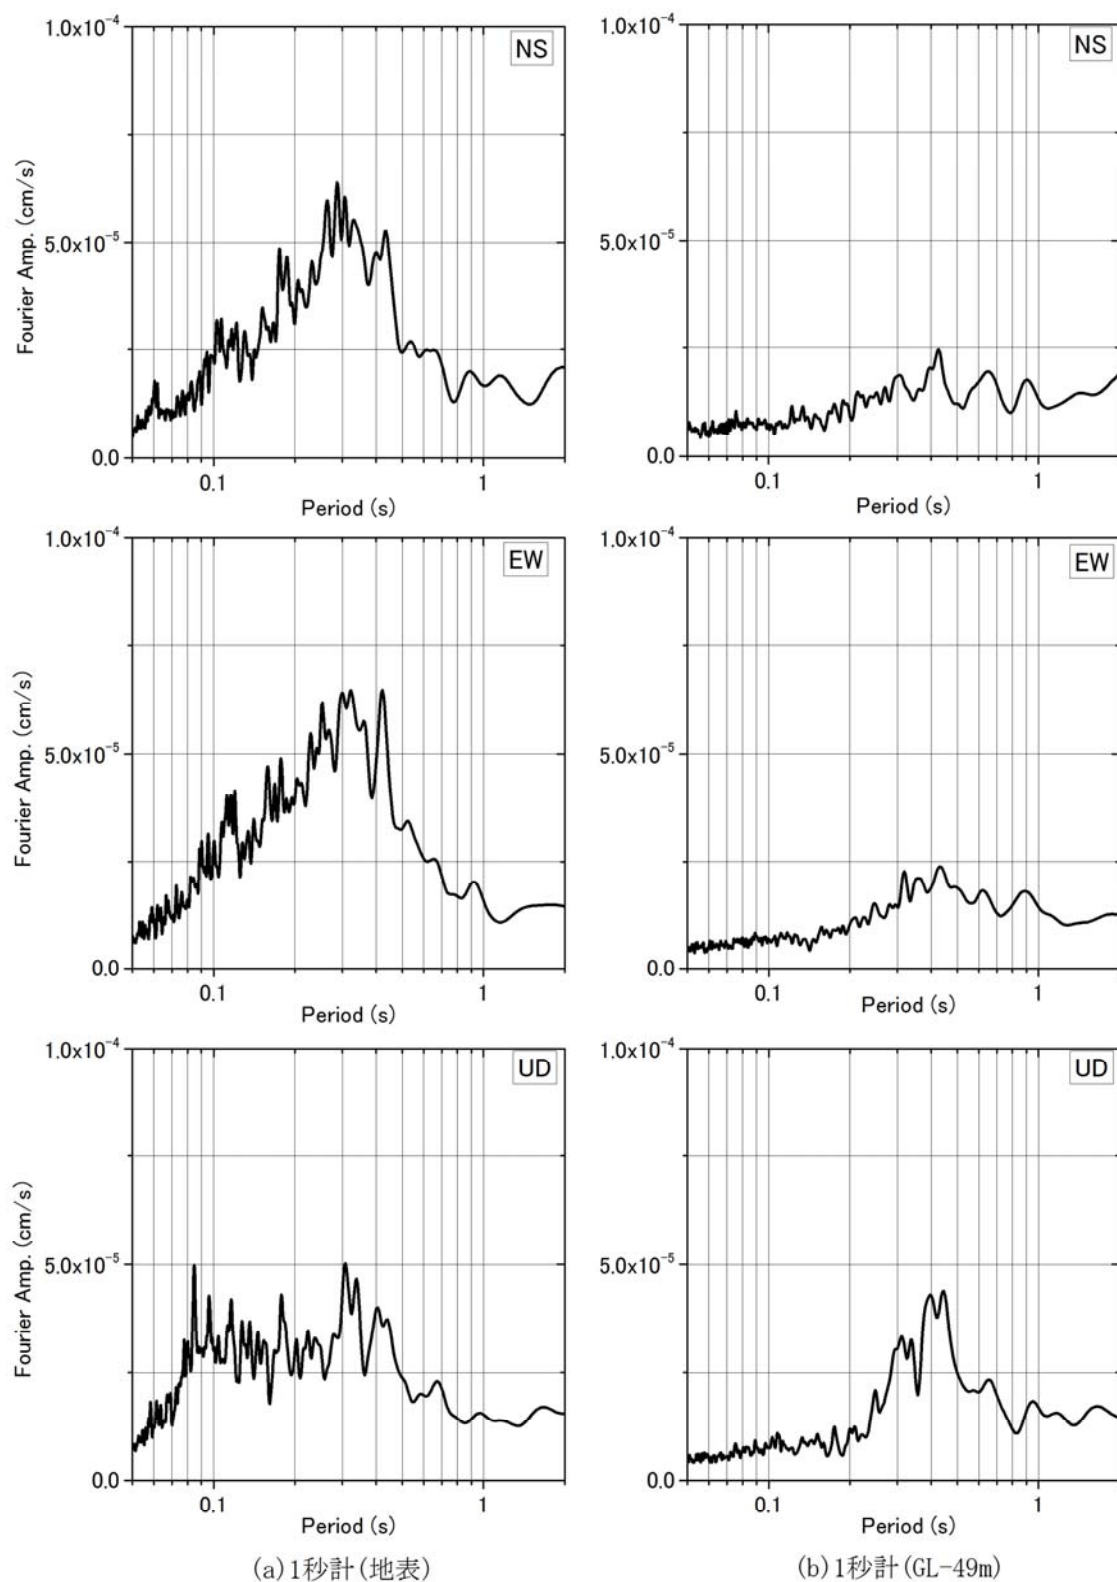 1.0x10⁻⁴
NS
5.0x10⁻⁵
0.0
0.1
1
Fourier Amp. (cm/s)
Period (s)
1.0x10⁻⁴
NS
5.0x10⁻⁵
0.0
0.1
1
Period (s)
1.0x10⁻⁴
EW
5.0x10⁻⁵
0.0
0.1
1
Fourier Amp. (cm/s)
Period (s)
1.0x10⁻⁴
EW
5.0x10⁻⁵
0.0
0.1
1
Period (s)
1.0x10⁻⁴
UD
5.0x10⁻⁵
0.0
0.1
1
Fourier Amp. (cm/s)
Period (s)
1.0x10⁻⁴
UD
5.0x10⁻⁵
0.0
0.1
1
Period (s)
(a)1秒計(地表)
(b)1秒計(GL-49m)